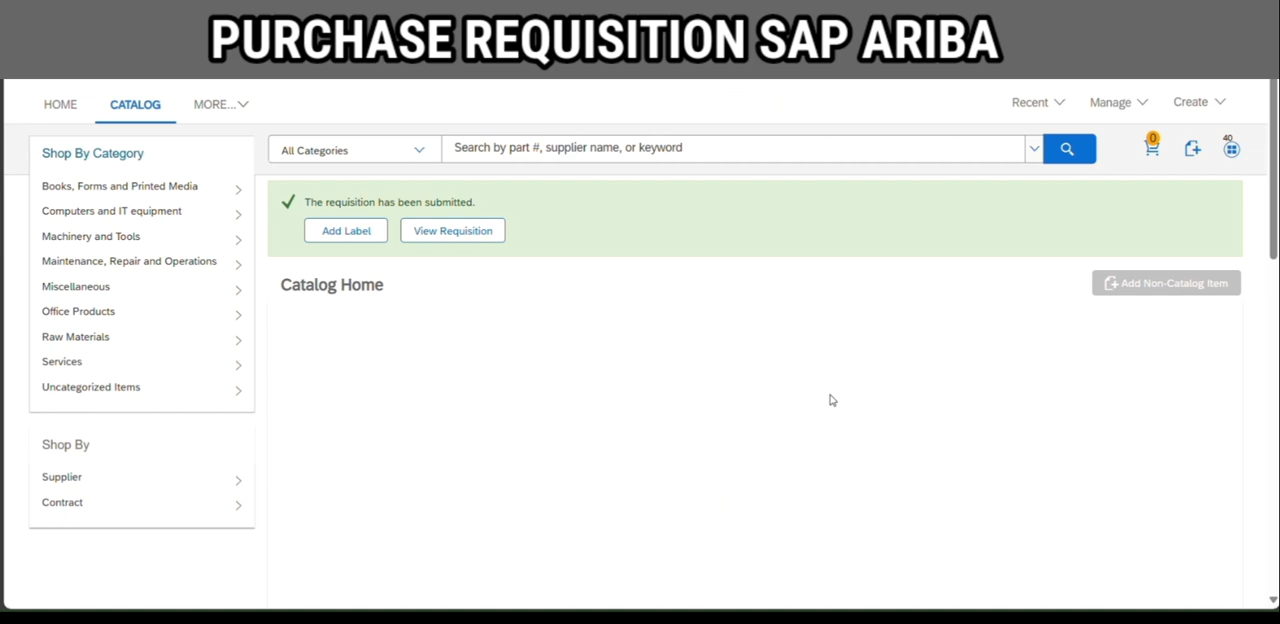 PURCHASE REQUISITION SAP ARIBA
HOME CATALOG MORE... Recent Manage Create
Shop By Category
Books, Forms and Printed Media
Computers and IT equipment
Machinery and Tools
Maintenance, Repair and Operations
Miscellaneous
Office Products
Raw Materials
Services
Uncategorized Items
Shop By
Supplier
Contract
All Categories Search by part #, supplier name, or keyword 0 40
The requisition has been submitted.
Add Label View Requisition
Catalog Home Add Non-Catalog Item